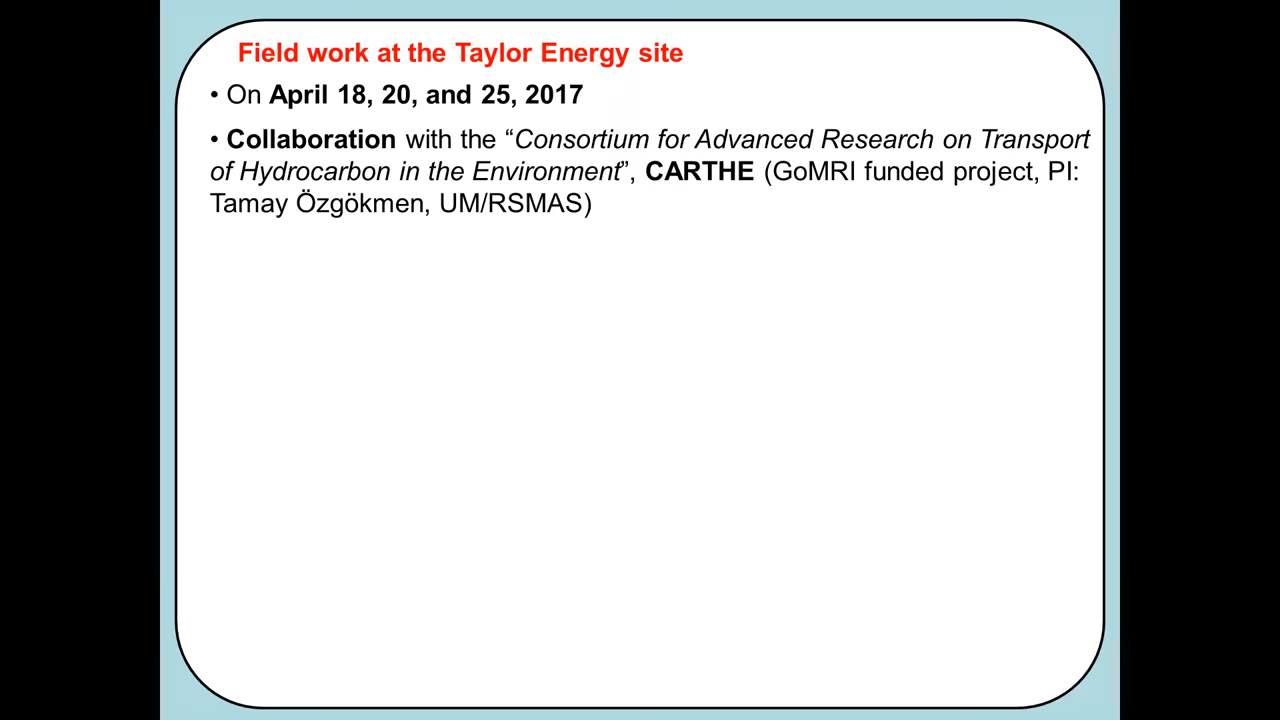 Field work at the Taylor Energy site
• On April 18, 20, and 25, 2017
• Collaboration with the “Consortium for Advanced Research on Transport
of Hydrocarbon in the Environment”, CARTHE (GoMRI funded project, PI:
Tamay Özgökmen, UM/RSMAS)